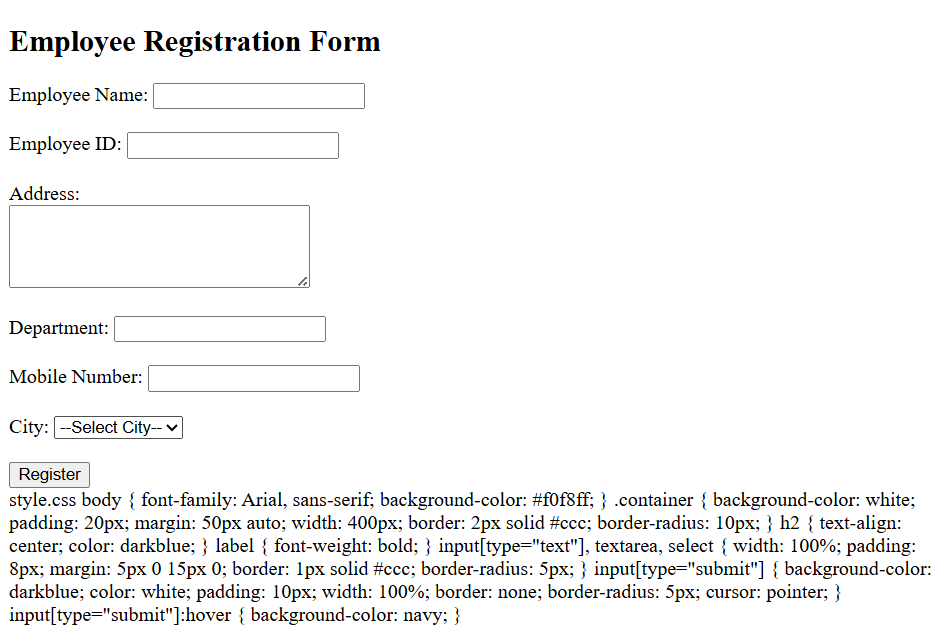 Employee Registration Form
Employee Name:
Employee ID:
Address:
Department:
Mobile Number:
City: --Select City--
Register
style.css body { font-family: Arial, sans-serif; background-color: #f0f8ff; } .container { background-color: white;
padding: 20px; margin: 50px auto; width: 400px; border: 2px solid #ccc; border-radius: 10px; } h2 { text-align:
center; color: darkblue; } label { font-weight: bold; } input[type="text"], textarea, select { width: 100%; padding:
8px; margin: 5px 0 15px 0; border: 1px solid #ccc; border-radius: 5px; } input[type="submit"] { background-color:
darkblue; color: white; padding: 10px; width: 100%; border: none; border-radius: 5px; cursor: pointer; }
input[type="submit"]:hover { background-color: navy; }